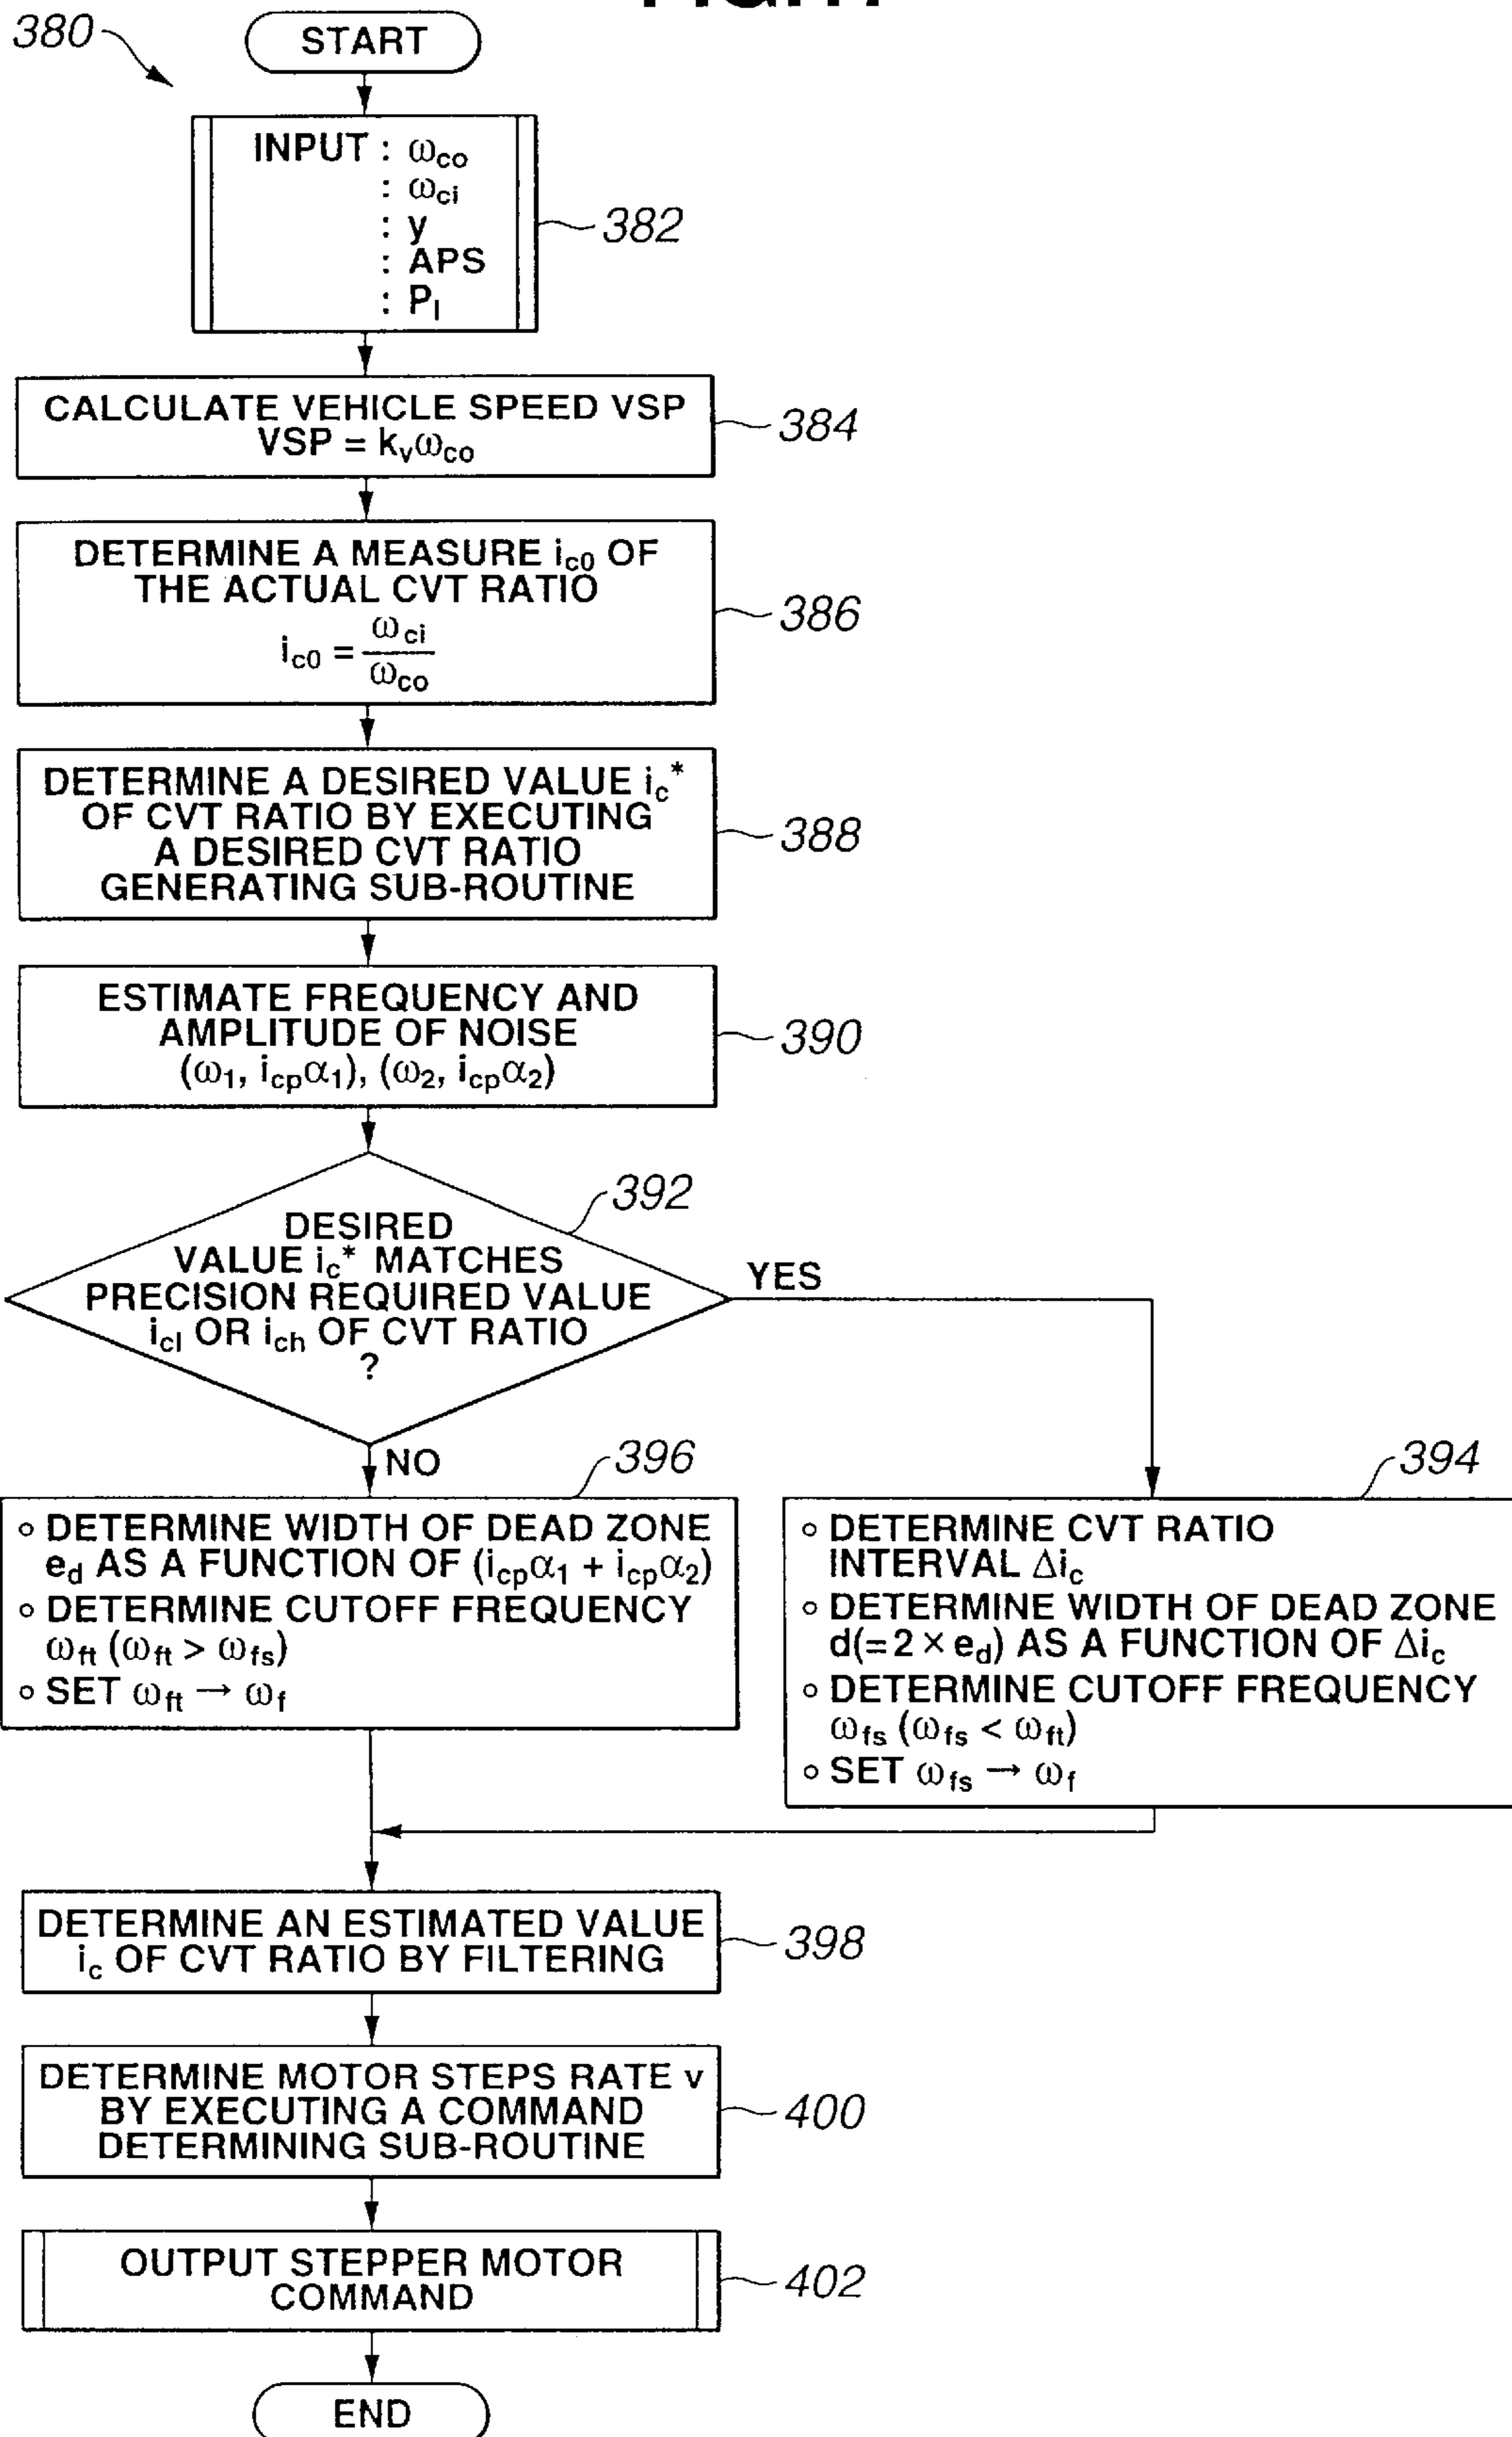 380
START
INPUT : ωco
: ωci
: y
: APS
: Pl
382
CALCULATE VEHICLE SPEED VSP
VSP = kvωco
384
DETERMINE A MEASURE ic0 OF
THE ACTUAL CVT RATIO
ic0 = ωci / ωco
386
DETERMINE A DESIRED VALUE ic*
OF CVT RATIO BY EXECUTING
A DESIRED CVT RATIO
GENERATING SUB-ROUTINE
388
ESTIMATE FREQUENCY AND
AMPLITUDE OF NOISE
(ω1, icpα1), (ω2, icpα2)
390
392
DESIRED
VALUE ic* MATCHES
PRECISION REQUIRED VALUE
icl OR ich OF CVT RATIO
?
YES
NO
396
○ DETERMINE WIDTH OF DEAD ZONE
ed AS A FUNCTION OF (icpα1 + icpα2)
○ DETERMINE CUTOFF FREQUENCY
ωft (ωft > ωfs)
○ SET ωft → ωf
394
○ DETERMINE CVT RATIO
INTERVAL Δic
○ DETERMINE WIDTH OF DEAD ZONE
d(=2 × ed) AS A FUNCTION OF Δic
○ DETERMINE CUTOFF FREQUENCY
ωfs (ωfs < ωft)
○ SET ωfs → ωf
DETERMINE AN ESTIMATED VALUE
ic OF CVT RATIO BY FILTERING
398
DETERMINE MOTOR STEPS RATE v
BY EXECUTING A COMMAND
DETERMINING SUB-ROUTINE
400
OUTPUT STEPPER MOTOR
COMMAND
402
END